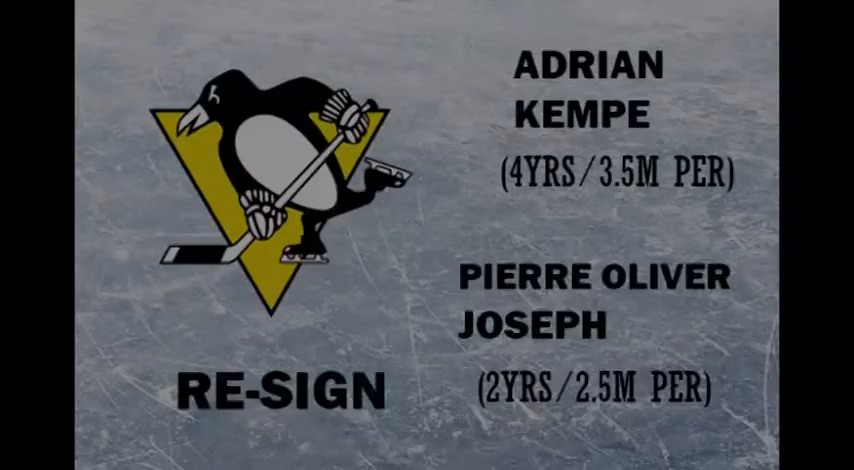 ADRIAN
KEMPE
(4YRS/3.5M PER)
PIERRE OLIVER
JOSEPH
(2YRS/2.5M PER)
RE-SIGN